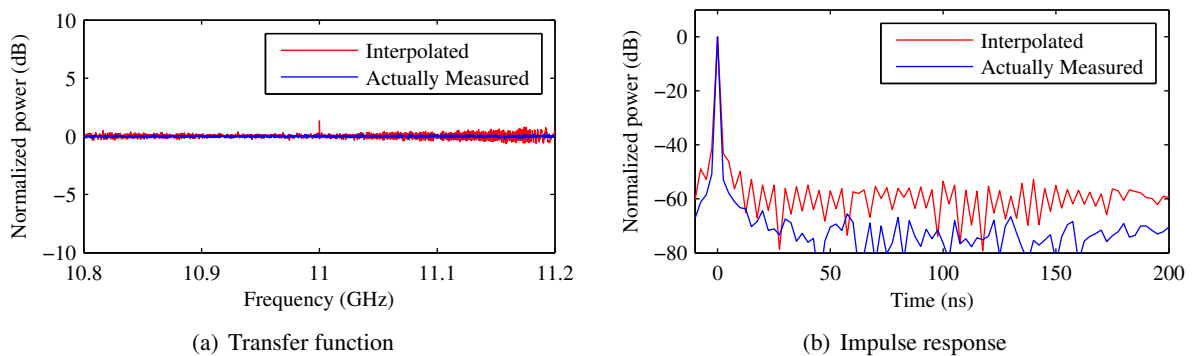 Normalized power (dB)
10
5
0
−5
−10
10.8
10.9
11
11.1
11.2
Frequency (GHz)
Interpolated
Actually Measured
(a) Transfer function
Normalized power (dB)
0
−20
−40
−60
−80
0
50
100
150
200
Time (ns)
Interpolated
Actually Measured
(b) Impulse response